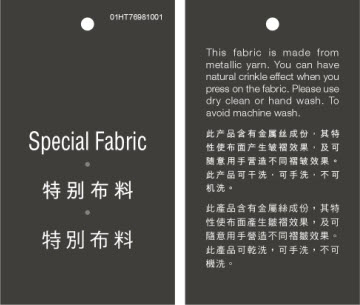 01HT76981001
Special Fabric
特别布料
特別布料
This fabric is made from
metallic yarn. You can have
natural crinkle effect when you
press on the fabric. Please use
dry clean or hand wash. To
avoid machine wash.
此产品含有金属丝成份，其特
性使布面产生皱褶效果，及可
随意用手营造不同褶皱效果。
此产品可干洗，可手洗，不可
机洗。
此產品含有金屬絲成份，其特
性使布面產生皺褶效果，及可
隨意用手營造不同褶皺效果。
此產品可乾洗，可手洗，不可
機洗。